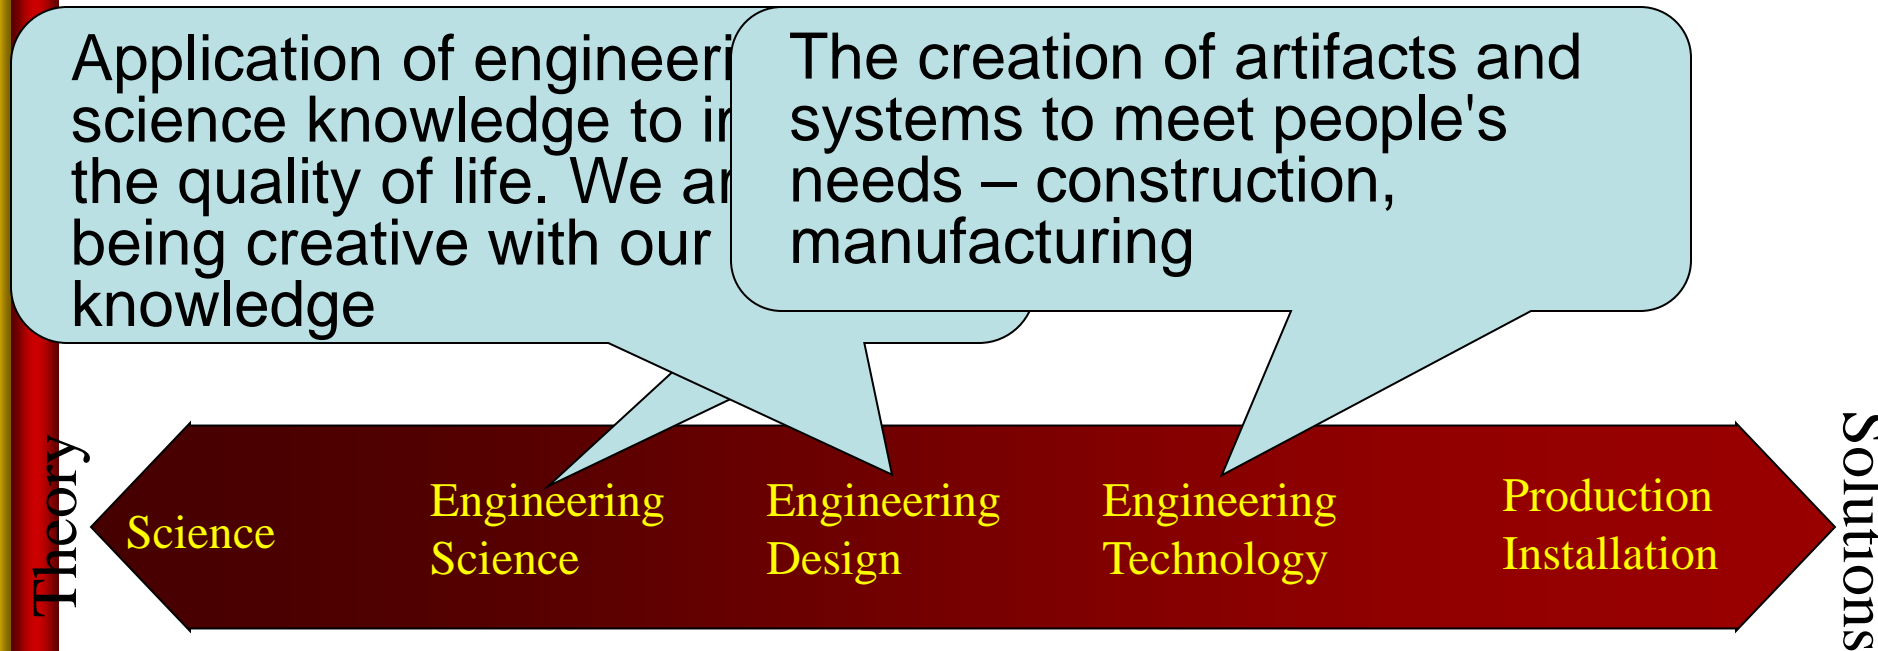 Application of engineeri
science knowledge to
the quality of life. We
being creative with our
knowledge
The creation of artifacts and
systems to meet people's
needs – construction,
manufacturing
Theory
Science
Engineering
Science
Engineering
Design
Engineering
Technology
Production
Installation
Solutions